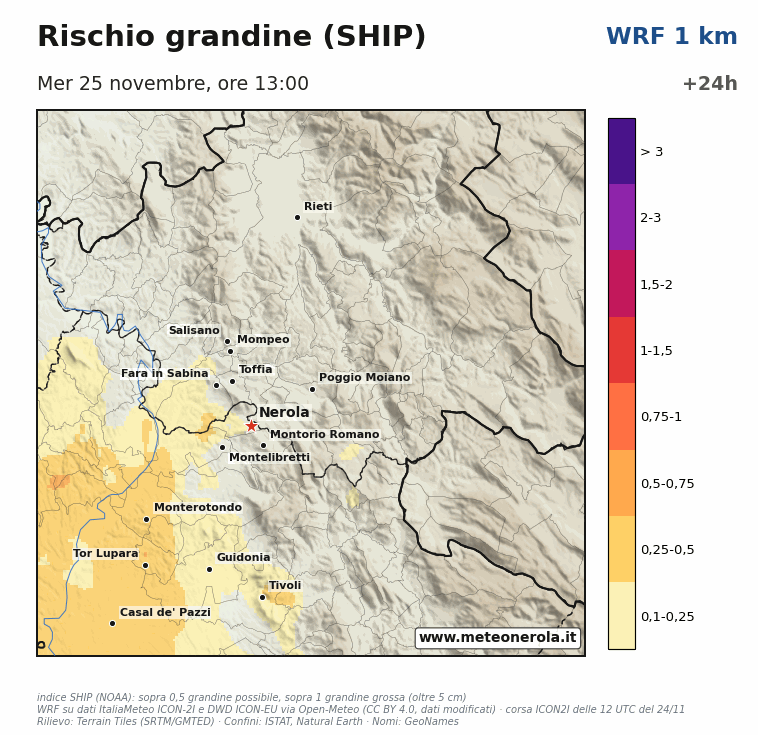 Rischio grandine (SHIP)
WRF 1 km
Mer 25 novembre, ore 13:00
+24h
Rieti
Salisano
Mompeo
Toffia
Fara in Sabina
Poggio Moiano
Nerola
Montorio Romano
Montelibretti
Monterotondo
Tor Lupara
Guidonia
Tivoli
Casal de' Pazzi
www.meteonerola.it
> 3
2-3
1,5-2
1-1,5
0,75-1
0,5-0,75
0,25-0,5
0,1-0,25
indice SHIP (NOAA): sopra 0,5 grandine possibile, sopra 1 grandine grossa (oltre 5 cm)
WRF su dati ItaliaMeteo ICON-2I e DWD ICON-EU via Open-Meteo (CC BY 4.0, dati modificati) · corsa ICON2I delle 12 UTC del 24/11
Rilievo: Terrain Tiles (SRTM/GMTED) · Confini: ISTAT, Natural Earth · Nomi: GeoNames